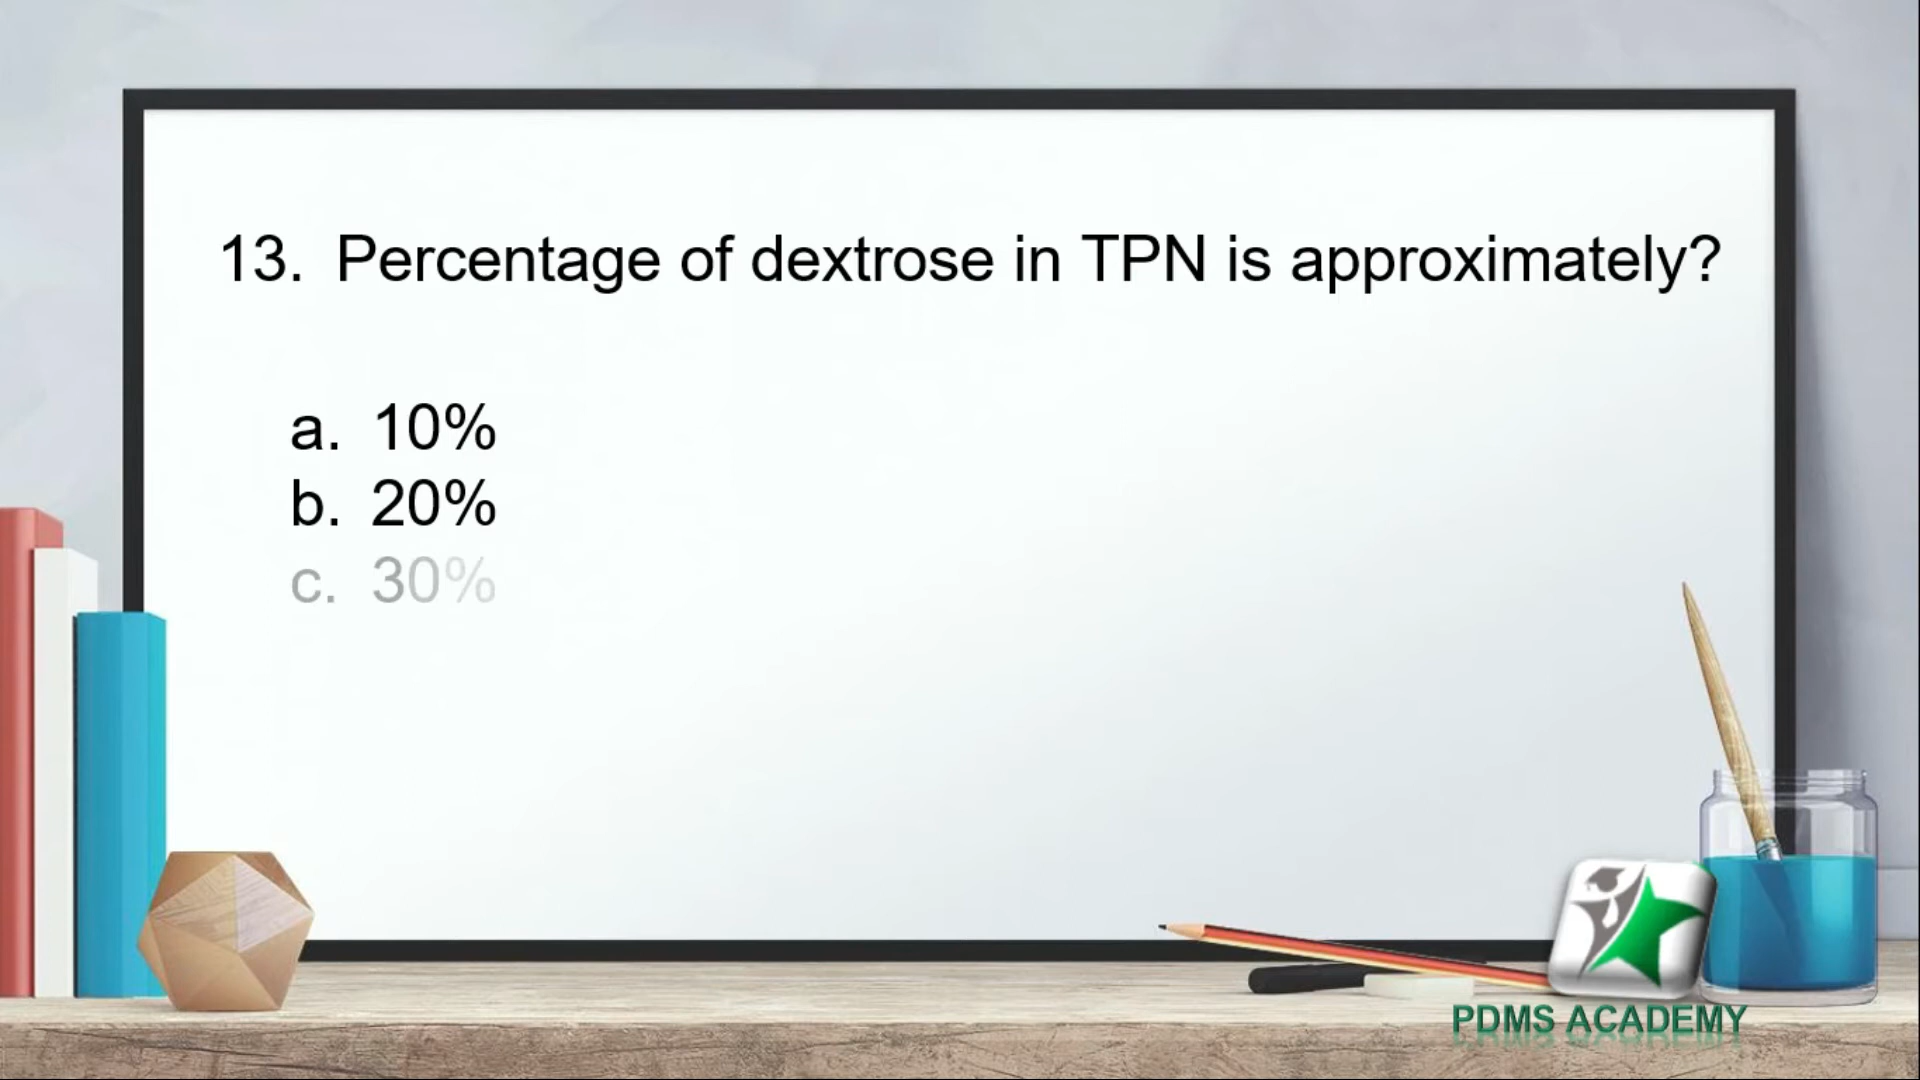 13. Percentage of dextrose in TPN is approximately?
a. 10%
b. 20%
c. 30%
PDMS ACADEMY